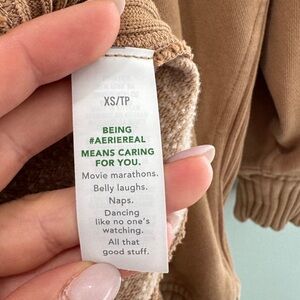 XS/TP
BEING
#AERIEREAL
MEANS CARING
FOR YOU.
Movie marathons.
Belly laughs.
Naps.
Dancing
like no one's
watching.
All that
good stuff.